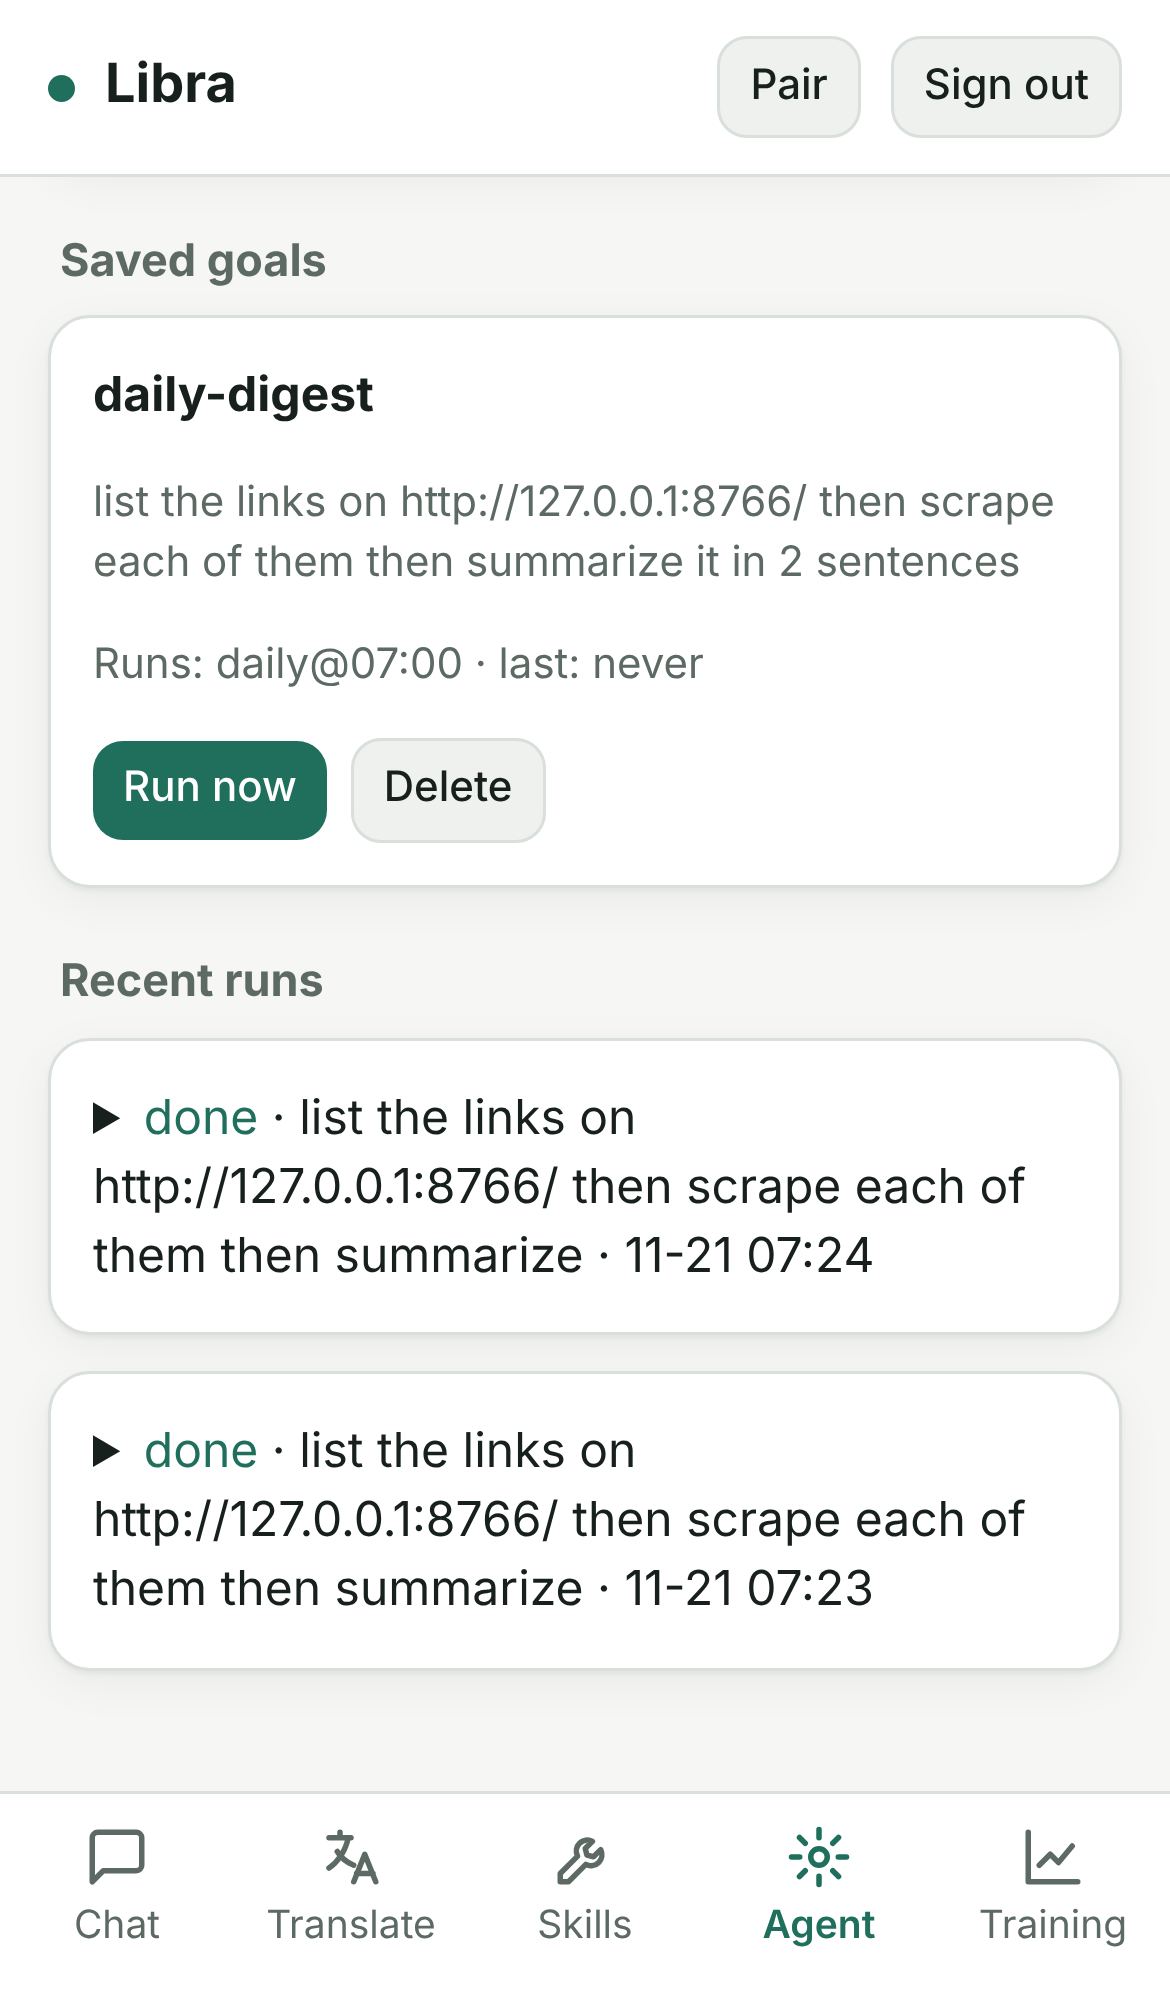 Libra
Pair
Sign out
Saved goals
daily-digest
list the links on http://127.0.0.1:8766/ then scrape
each of them then summarize it in 2 sentences
Runs: daily@07:00 · last: never
Run now
Delete
Recent runs
▶ done · list the links on
http://127.0.0.1:8766/ then scrape each of
them then summarize · 11-21 07:24
▶ done · list the links on
http://127.0.0.1:8766/ then scrape each of
them then summarize · 11-21 07:23
Chat
Translate
Skills
Agent
Training